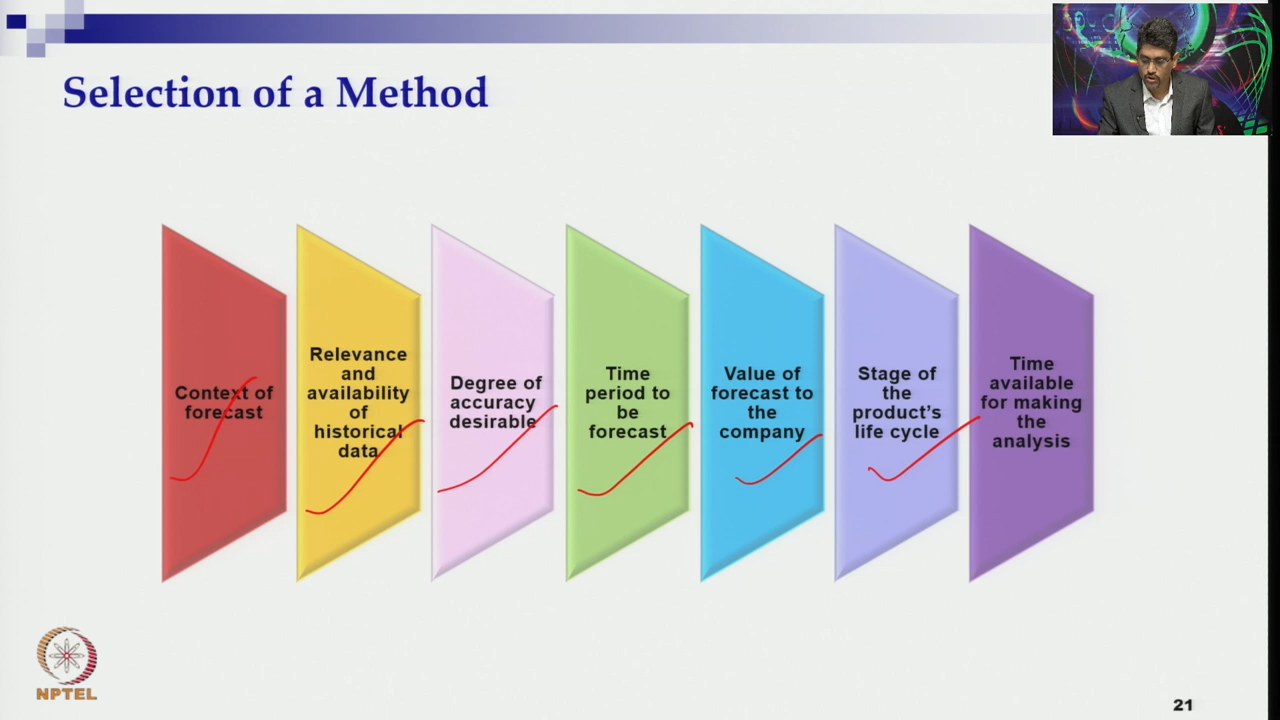 Selection of a Method
Context of
forecast
Relevance
and
availability
of
historical
data
Degree of
accuracy
desirable
Time
period to
be
forecast
Value of
forecast to
the
company
Stage of
the
product's
life cycle
Time
available
for making
the
analysis
NPTEL
21